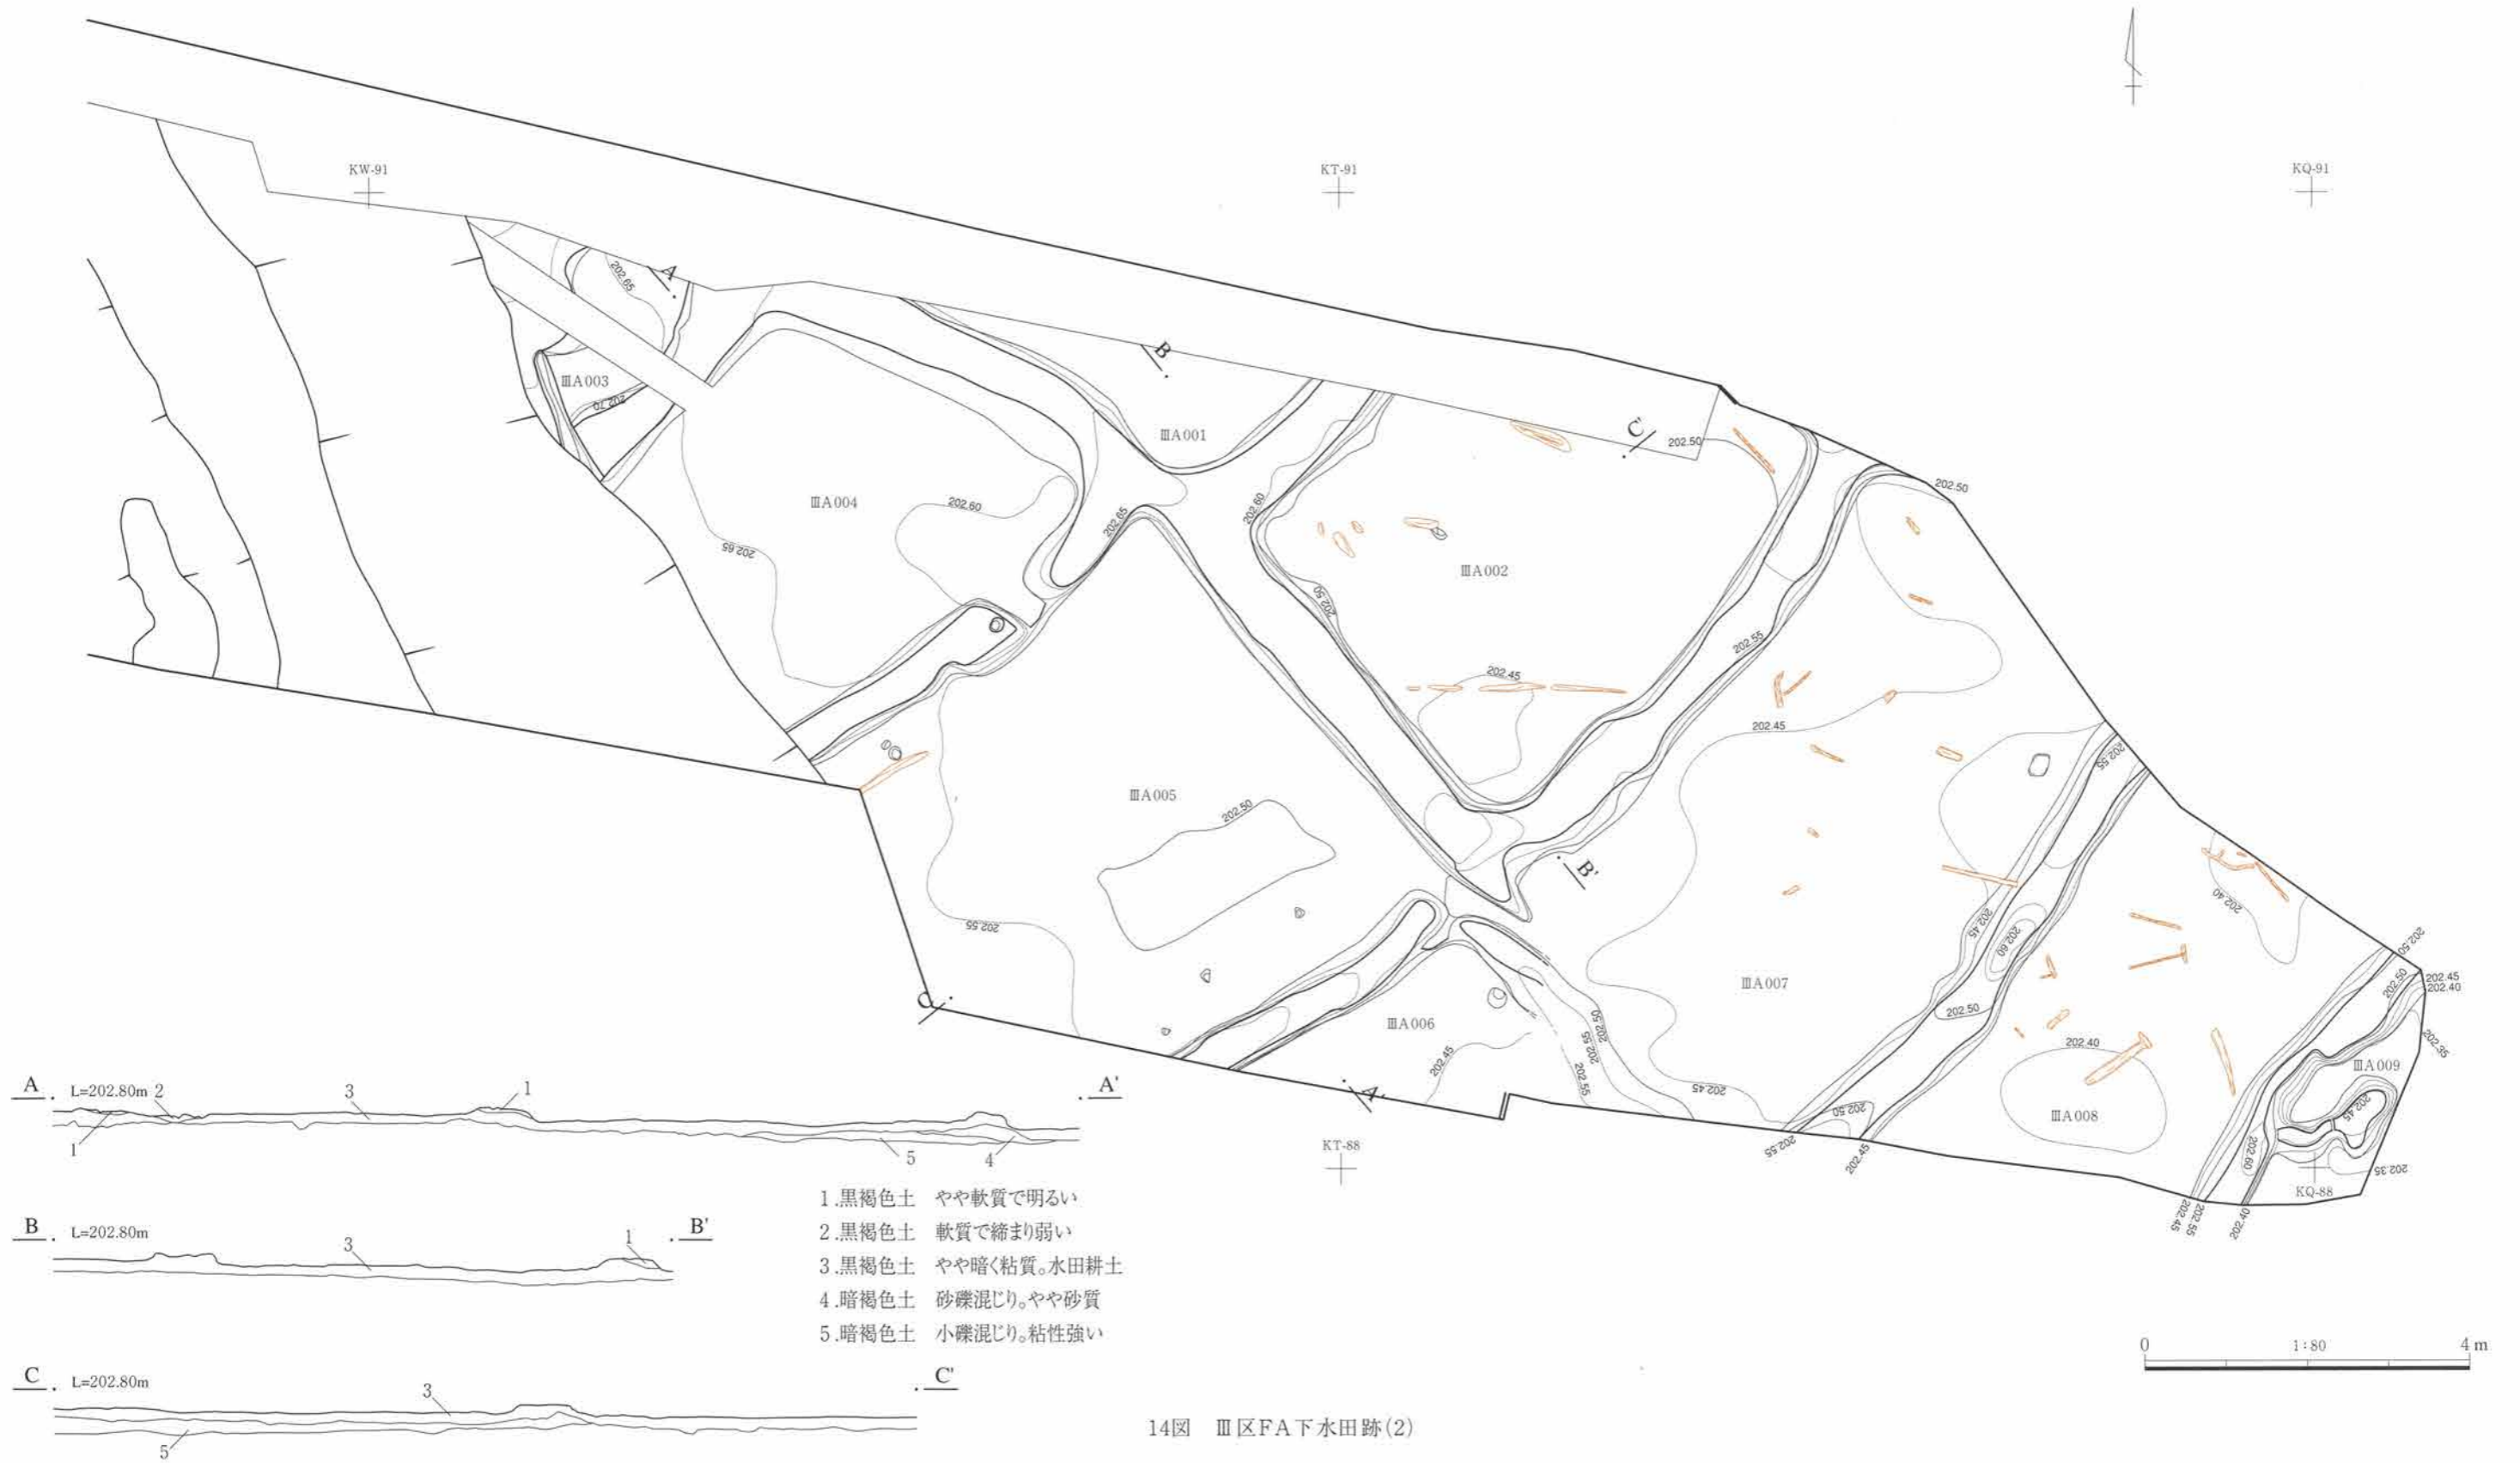 KW-91
KT-91
KQ-91
202.65
A
B
ⅢA003
202.70
ⅢA001
C'
202.50
202.50
ⅢA004
202.60
202.65
202.60
202.65
ⅢA002
202.50
202.55
202.45
202.45
202.55
ⅢA005
202.50
B'
202.40
202.55
202.45
202.60
202.50
202.50
202.45
202.40
ⅢA007
C
202.50
ⅢA006
202.50
202.55
202.45
202.55
202.40
202.35
ⅢA009
A'
202.45
202.50
ⅢA008
202.45
KT-88
202.55
202.45
202.60
202.35
KQ-88
202.45
202.55
202.40
A
L=202.80m
2
3
1
A'
1
5
4
B
L=202.80m
3
1
B'
1.黒褐色土 やや軟質で明るい
2.黒褐色土 軟質で締まり弱い
3.黒褐色土 やや暗く粘質。水田耕土
4.暗褐色土 砂礫混じり。やや砂質
5.暗褐色土 小礫混じり。粘性強い
C
L=202.80m
3
C'
5
0
1:80
4m
14図 Ⅲ区FA下水田跡(2)